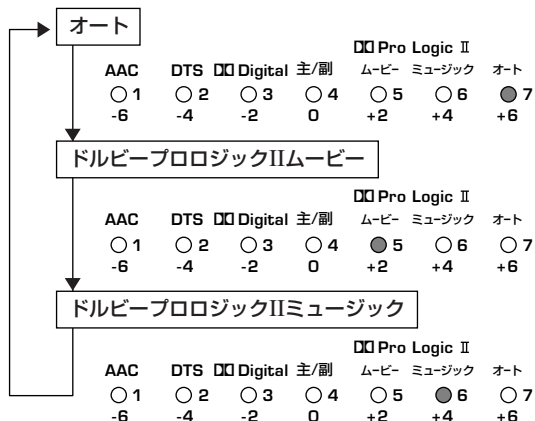 オート
Pro Logic II
AAC DTS Digital 主/副 ムービー ミュージック オート
1 2 3 4 5 6 7
-6 -4 -2 0 +2 +4 +6
ドルビープロロジックIIムービー
Pro Logic II
AAC DTS Digital 主/副 ムービー ミュージック オート
1 2 3 4 5 6 7
-6 -4 -2 0 +2 +4 +6
ドルビープロロジックIIミュージック
Pro Logic II
AAC DTS Digital 主/副 ムービー ミュージック オート
1 2 3 4 5 6 7
-6 -4 -2 0 +2 +4 +6